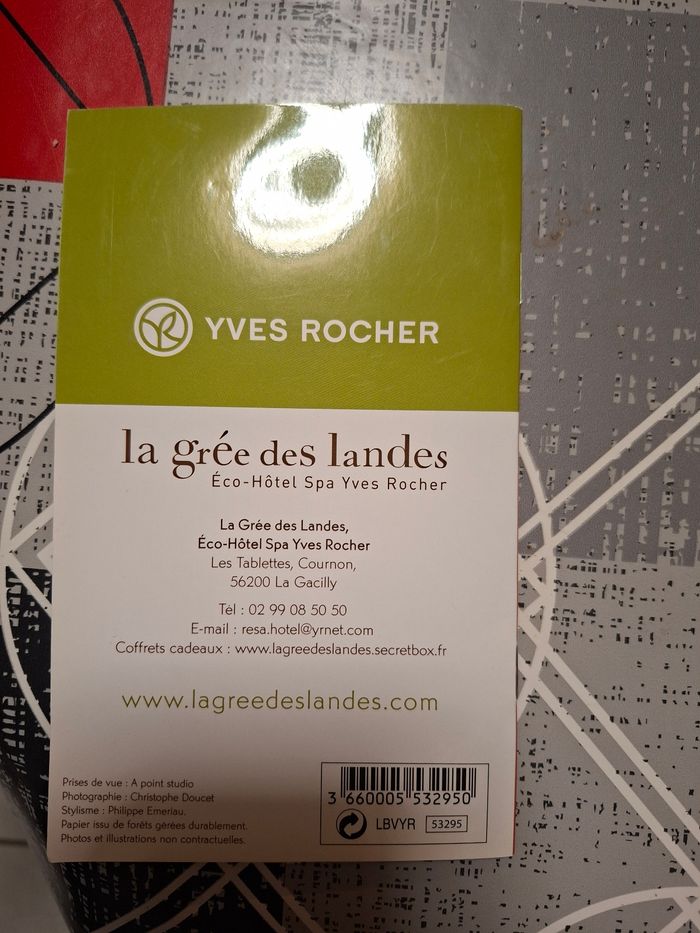 YVES ROCHER
la grée des landes
Éco-Hôtel Spa Yves Rocher
La Grée des Landes,
Éco-Hôtel Spa Yves Rocher
Les Tablettes, Cournon,
56200 La Gacilly
Tél : 02 99 08 50 50
E-mail : resa.hotel@yrnet.com
Coffrets cadeaux : www.lagreedeslandes.secretbox.fr
www.lagreedeslandes.com
Prises de vue : A point studio
Photographie : Christophe Doucet
Stylisme : Philippe Emeriau.
Papier issu de forêts gérées durablement.
Photos et illustrations non contractuelles.
3 660005 532950
LBVYR 53295